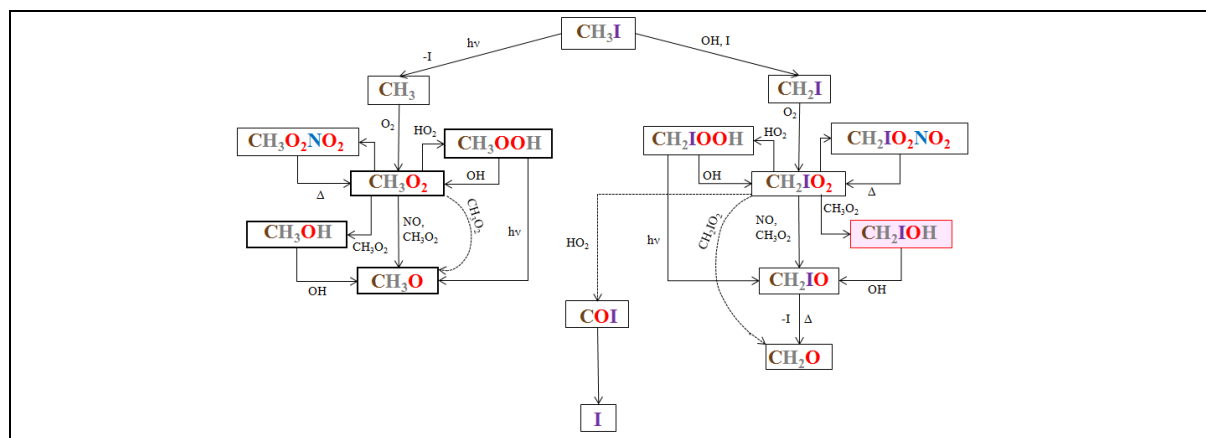 CH₃I
hν
OH, I
-I
CH₃
CH₂I
O₂
O₂
CH₃O₂NO₂
HO₂
CH₃OOH
CH₂IOOH
HO₂
CH₂IO₂NO₂
OH
OH
CH₃O₂
CH₂IO₂
Δ
Δ
CH₃O₂
CH₃O₂
NO,
CH₃O₂
hν
CH₃OH
CH₃O₂
HO₂
hν
CH₂IO₂
NO,
CH₃O₂
CH₂IOH
OH
CH₃O
CH₂IO
OH
COI
-I
Δ
CH₂O
I